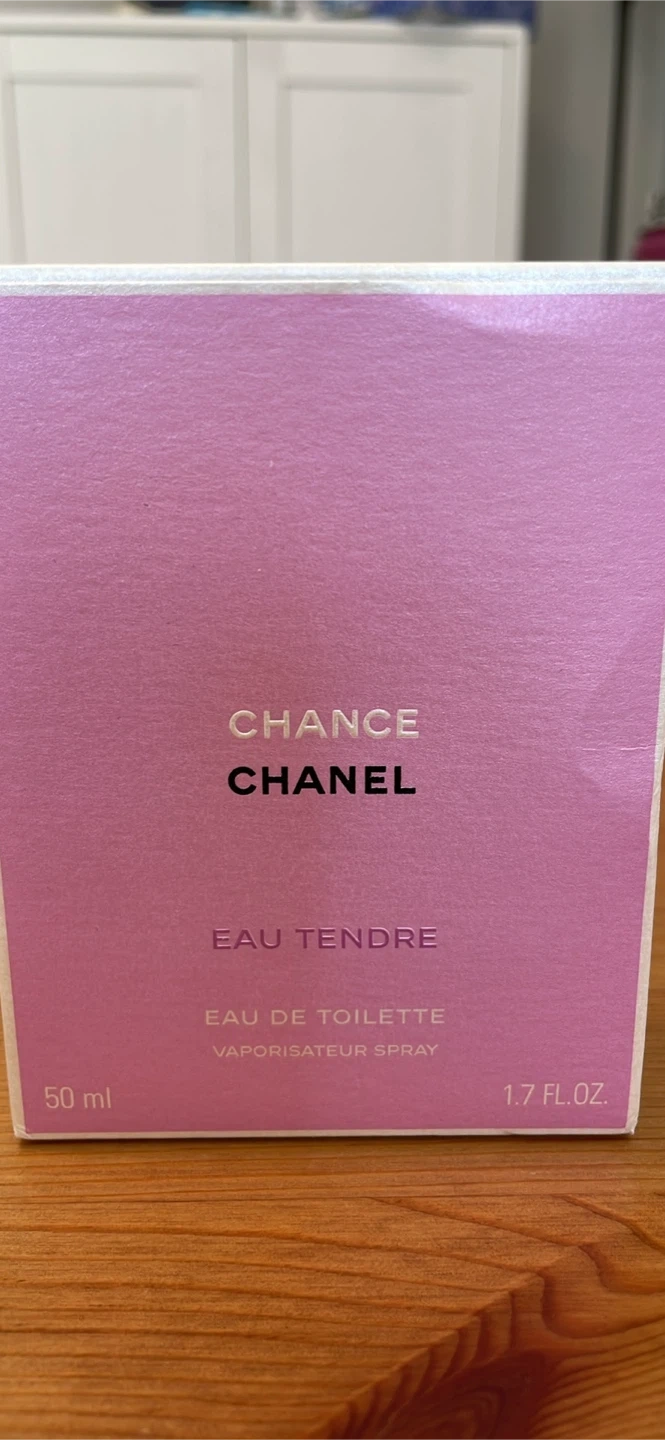 CHANCE
CHANEL
EAU TENDRE
EAU DE TOILETTE
VAPORISATEUR SPRAY
50 ml 1.7 FL.OZ.